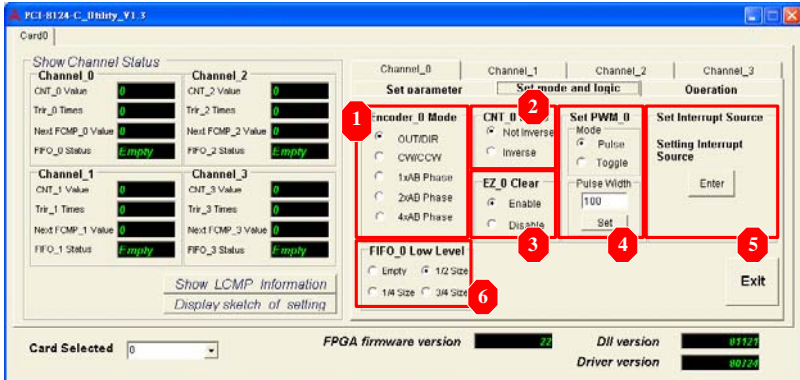 PCI-8124-C_Utility_V1.3
Card0
Show Channel Status
Channel_0
CNT_0 Value 0
Trir_0 Times 0
Next FCMP_0 Value 0
FIFO_0 Status Empty
Channel_2
CNT_2 Value 0
Trir_2 Times 0
Next FCMP_2 Value 0
FIFO_2 Status Empty
Channel_1
CNT_1 Value 0
Trir_1 Times 0
Next FCMP_1 Value 0
FIFO_1 Status Empty
Channel_3
CNT_3 Value 0
Trir_3 Times 0
Next FCMP_3 Value 0
FIFO_3 Status Empty
Show LCMP Information
Display sketch of setting
Channel_0 Channel_1 Channel_2 Channel_3
Set parameter Set mode and logic Operation
1
Encoder_0 Mode
OUT/DIR
CW/CCW
1xAB Phase
2xAB Phase
4xAB Phase
2
CNT_0
Not Inverse
Inverse
EZ_0 Clear
Enable
Disable
3
Set PWM_0
Mode
Pulse
Toggle
Pulse Width
100
Set
4
Set Interrupt Source
Setting Interrupt
Source
Enter
5
FIFO_0 Low Level
Empty 1/2 Size
1/4 Size 3/4 Size
6
Exit
Card Selected 0
FPGA firmware version 22
Dll version 81121
Driver version 80724